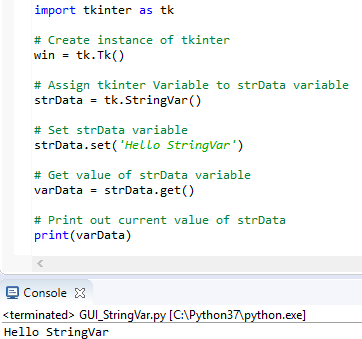 import tkinter as tk
# Create instance of tkinter
win = tk.Tk()
# Assign tkinter Variable to strData variable
strData = tk.StringVar()
# Set strData variable
strData.set('Hello StringVar')
# Get value of strData variable
varData = strData.get()
# Print out current value of strData
print(varData)
Console
<terminated> GUI_StringVar.py [C:\Python37\python.exe]
Hello StringVar